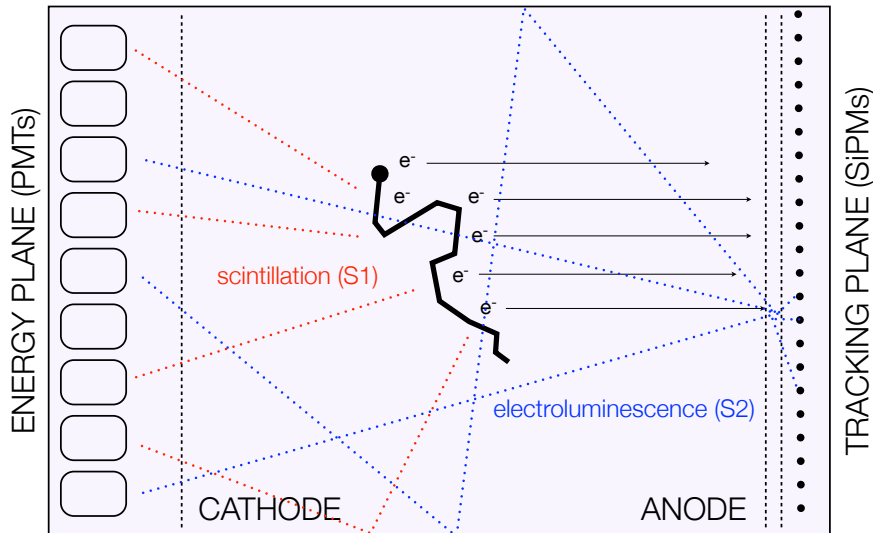 ENERGY PLANE (PMTs)
e-
e-
e-
e-
e-
e-
scintillation (S1)
electroluminescence (S2)
CATHODE
ANODE
TRACKING PLANE (SiPMs)